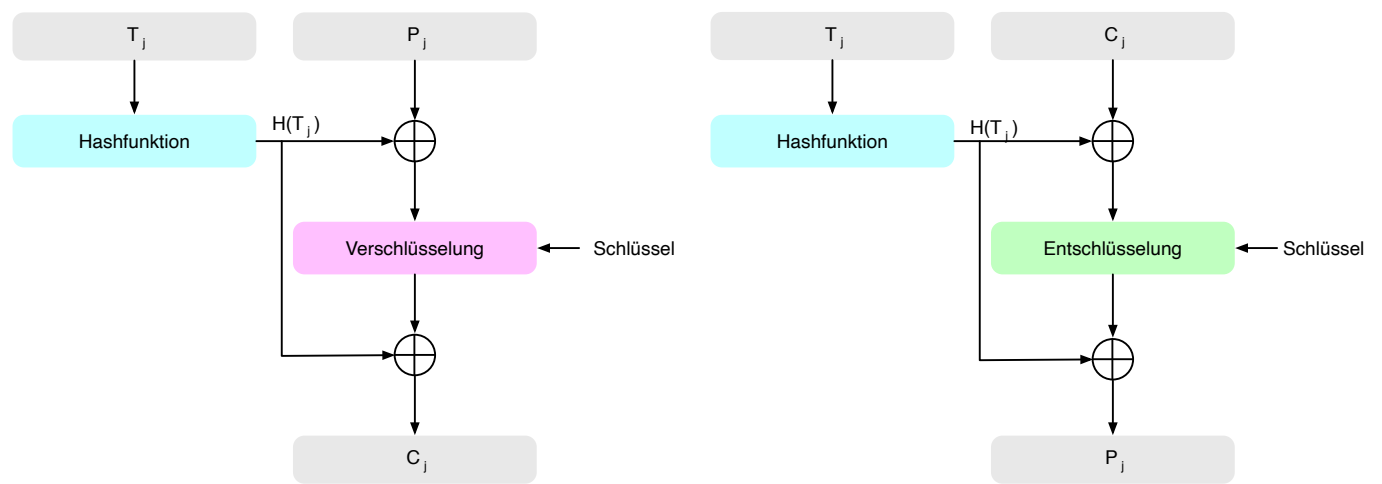 T j
P j
Hashfunktion
H(T j )
Verschlüsselung
Schlüssel
C j
T j
C j
Hashfunktion
H(T j )
Entschlüsselung
Schlüssel
P j